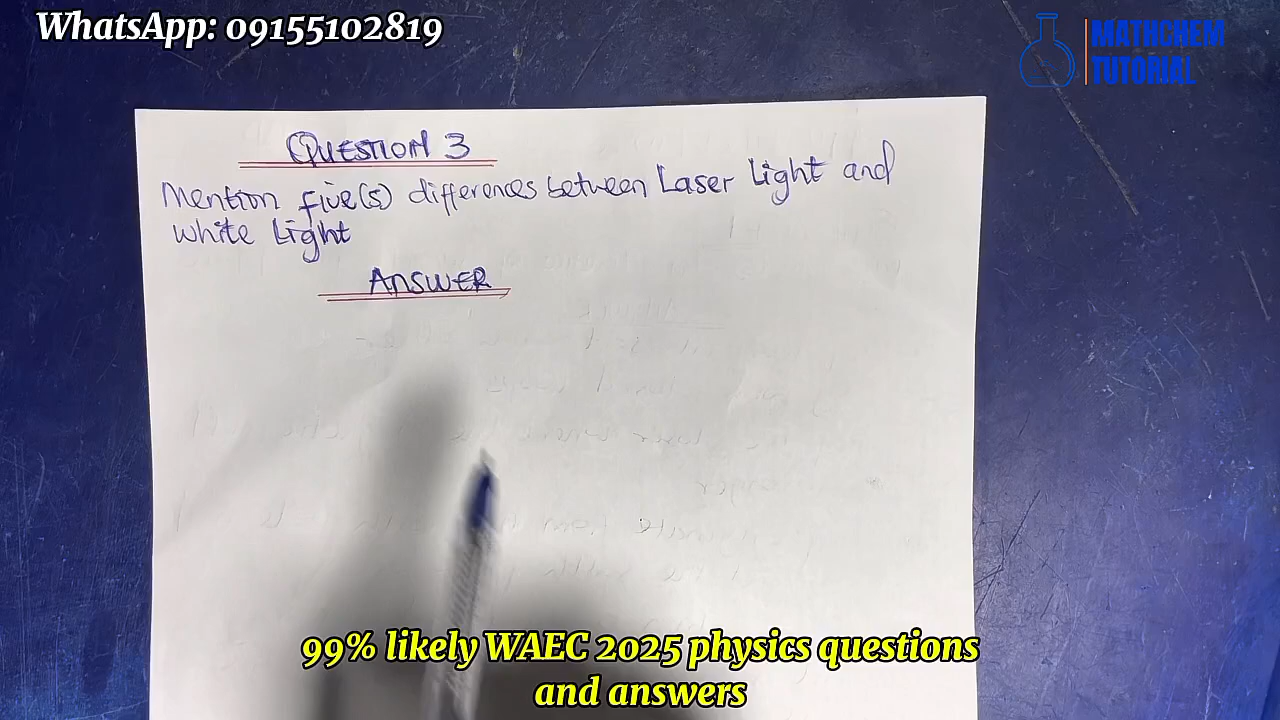 WhatsApp: 09155102819
MATHCHEM
TUTORIAL
QUESTION 3
Mention five(5) differences between Laser Light and
white Light
ANSWER
99% likely WAEC 2025 physics questions
and answers